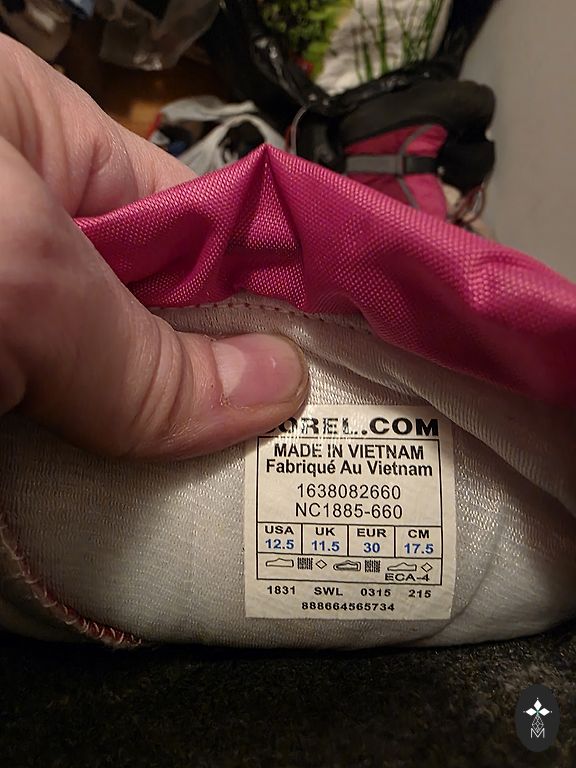 OREL.COM
MADE IN VIETNAM
Fabriqué Au Vietnam
1638082660
NC1885-660
USA UK EUR CM
12.5 11.5 30 17.5
ECA-4
1831 SWL 0315 215
888664565734
M